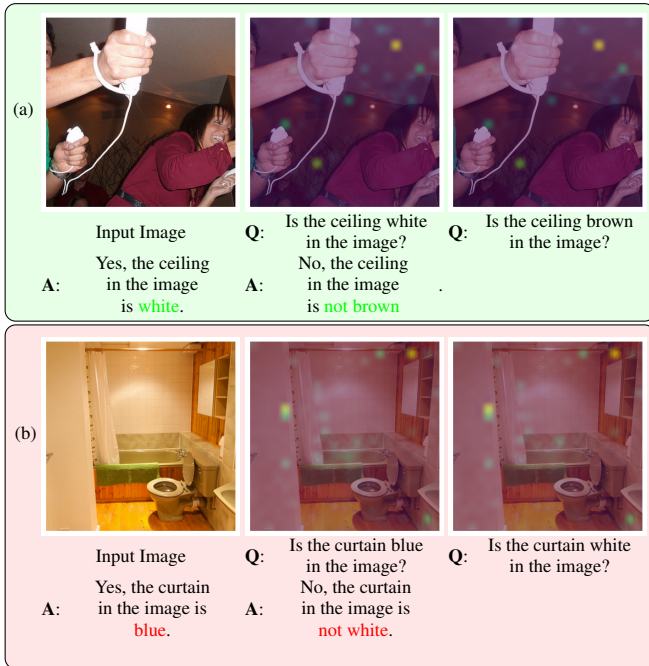 (a)
Input Image
Q: Is the ceiling white
in the image?
Q: Is the ceiling brown
in the image?
A: Yes, the ceiling
in the image
is white.
A: No, the ceiling
in the image
is not brown
.
(b)
Input Image
Q: Is the curtain blue
in the image?
Q: Is the curtain white
in the image?
A: Yes, the curtain
in the image is
blue.
A: No, the curtain
in the image is
not white.